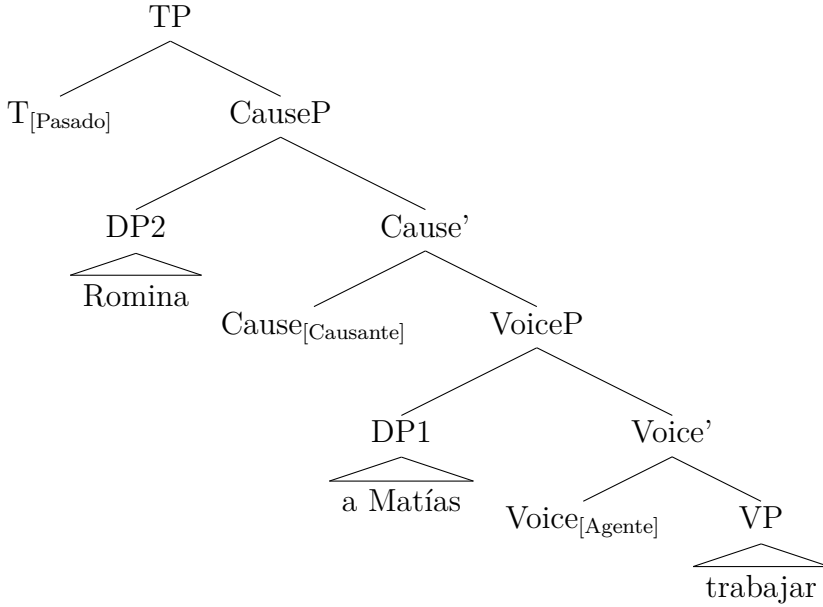 TP
T[Pasado] CauseP
DP2 Cause'
Romina
Cause[Causante] VoiceP
DP1 Voice'
a Matías
Voice[Agente] VP
trabajar